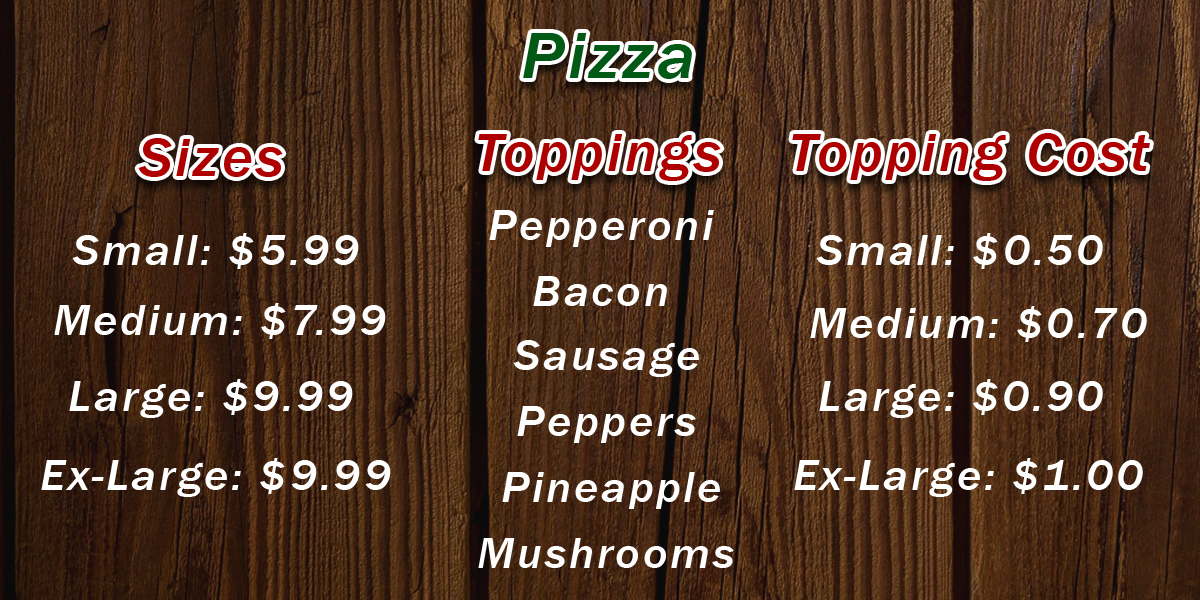 Pizza
Sizes
Small: $5.99
Medium: $7.99
Large: $9.99
Ex-Large: $9.99
Toppings
Pepperoni
Bacon
Sausage
Peppers
Pineapple
Mushrooms
Topping Cost
Small: $0.50
Medium: $0.70
Large: $0.90
Ex-Large: $1.00